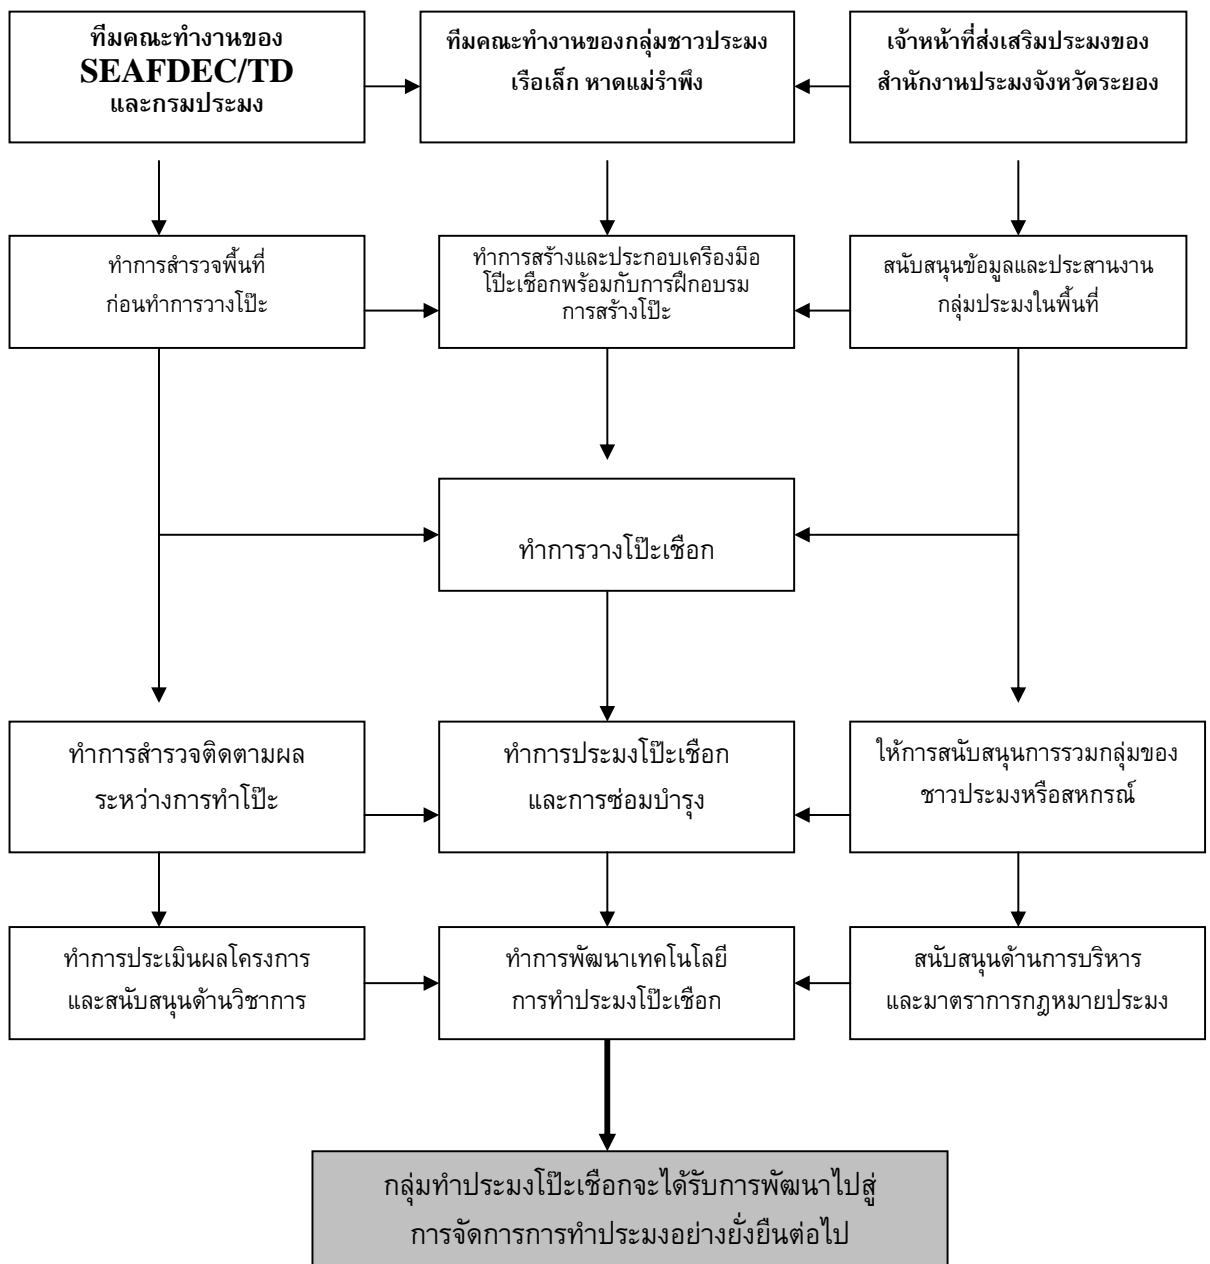 ทีมคณะทำงานของ
SEAFDEC/TD
และกรมประมง
ทีมคณะทำงานของกลุ่มชาวประมง
เรือเล็ก หาดแม่รำพึง
เจ้าหน้าที่ส่งเสริมประมงของ
สำนักงานประมงจังหวัดระยอง
ทำการสำรวจพื้นที่
ก่อนทำการวางโป๊ะ
ทำการสร้างและประกอบเครื่องมือ
โป๊ะเชือกพร้อมกับการฝึกอบรม
การสร้างโป๊ะ
สนับสนุนข้อมูลและประสานงาน
กลุ่มประมงในพื้นที่
ทำการวางโป๊ะเชือก
ทำการสำรวจติดตามผล
ระหว่างการทำโป๊ะ
ทำการประมงโป๊ะเชือก
และการซ่อมบำรุง
ให้การสนับสนุนการรวมกลุ่มของ
ชาวประมงหรือสหกรณ์
ทำการประเมินผลโครงการ
และสนับสนุนด้านวิชาการ
ทำการพัฒนาเทคโนโลยี
การทำประมงโป๊ะเชือก
สนับสนุนด้านการบริหาร
และมาตราการกฎหมายประมง
กลุ่มทำประมงโป๊ะเชือกจะได้รับการพัฒนาไปสู่
การจัดการการทำประมงอย่างยั่งยืนต่อไป